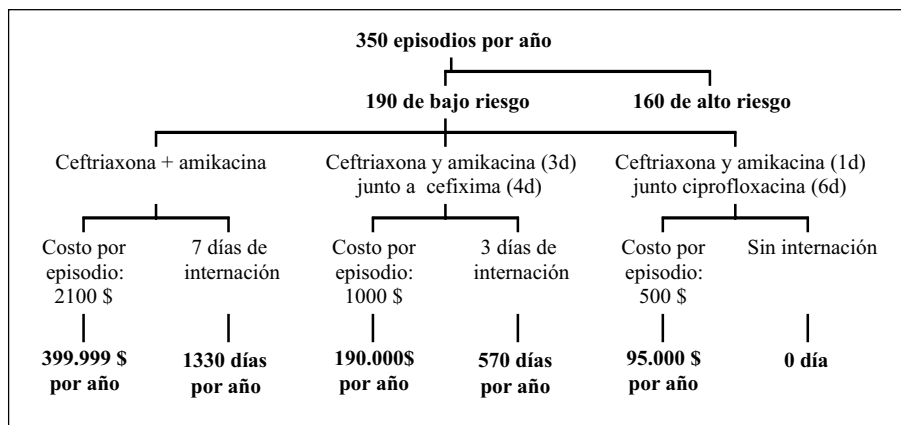 350 episodios por año
190 de bajo riesgo
160 de alto riesgo
Ceftriaxona + amikacina
Ceftriaxona y amikacina (3d)
junto a cefixima (4d)
Ceftriaxona y amikacina (1d)
junto ciprofloxacina (6d)
Costo por
episodio:
2100 $
7 días de
internación
Costo por
episodio:
1000 $
3 días de
internación
Costo por
episodio:
500 $
Sin internación
399.999 $
por año
1330 días
por año
190.000$
por año
570 días
por año
95.000 $
por año
0 día